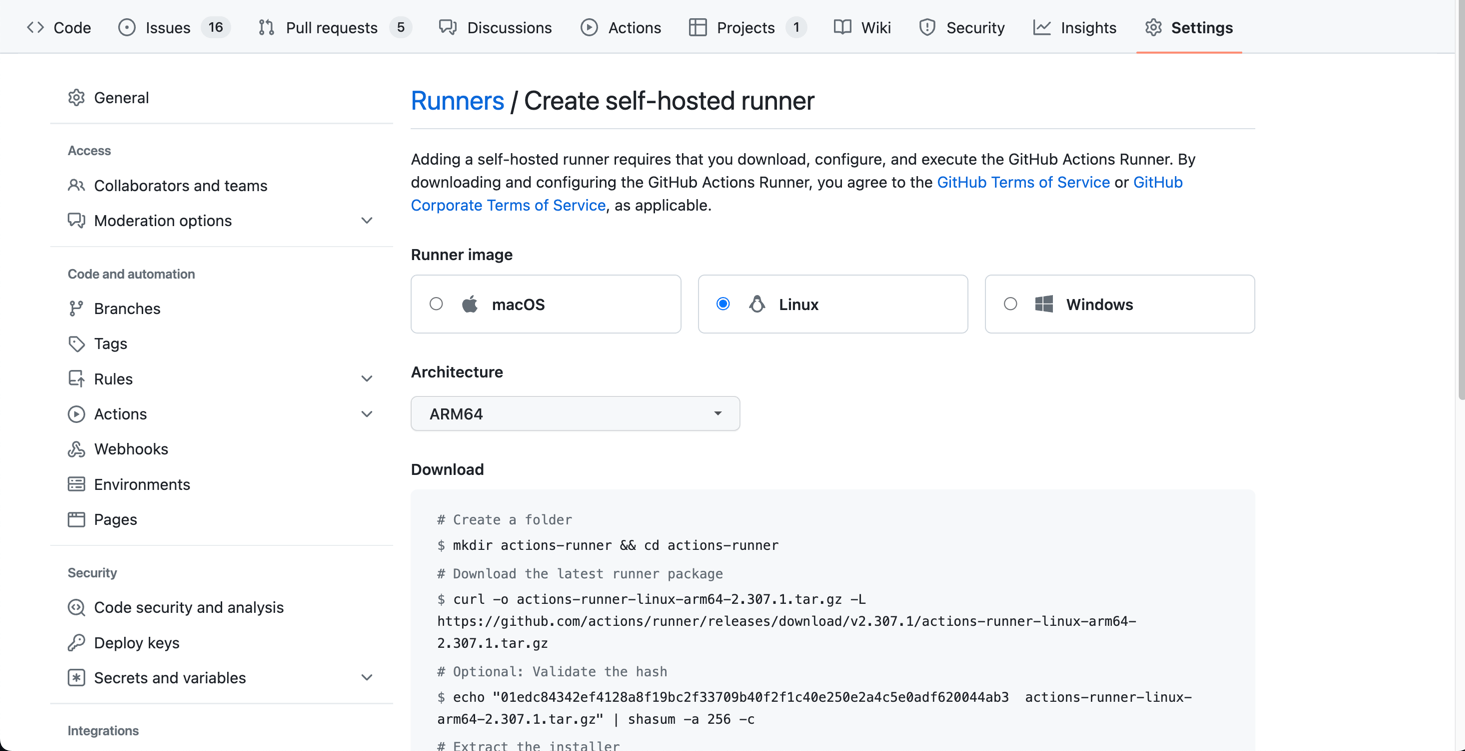 Code
Issues 16
Pull requests 5
Discussions
Actions
Projects 1
Wiki
Security
Insights
Settings
General
Access
Collaborators and teams
Moderation options
Code and automation
Branches
Tags
Rules
Actions
Webhooks
Environments
Pages
Security
Code security and analysis
Deploy keys
Secrets and variables
Integrations
Runners / Create self-hosted runner
Adding a self-hosted runner requires that you download, configure, and execute the GitHub Actions Runner. By
downloading and configuring the GitHub Actions Runner, you agree to the GitHub Terms of Service or GitHub
Corporate Terms of Service, as applicable.
Runner image
macOS
Linux
Windows
Architecture
ARM64
Download
# Create a folder
$ mkdir actions-runner && cd actions-runner
# Download the latest runner package
$ curl -o actions-runner-linux-arm64-2.307.1.tar.gz -L
https://github.com/actions/runner/releases/download/v2.307.1/actions-runner-linux-arm64-
2.307.1.tar.gz
# Optional: Validate the hash
$ echo "01edc84342ef4128a8f19bc2f33709b40f2f1c40e250e2a4c5e0adf620044ab3  actions-runner-linux-
arm64-2.307.1.tar.gz" | shasum -a 256 -c
# Extract the installer